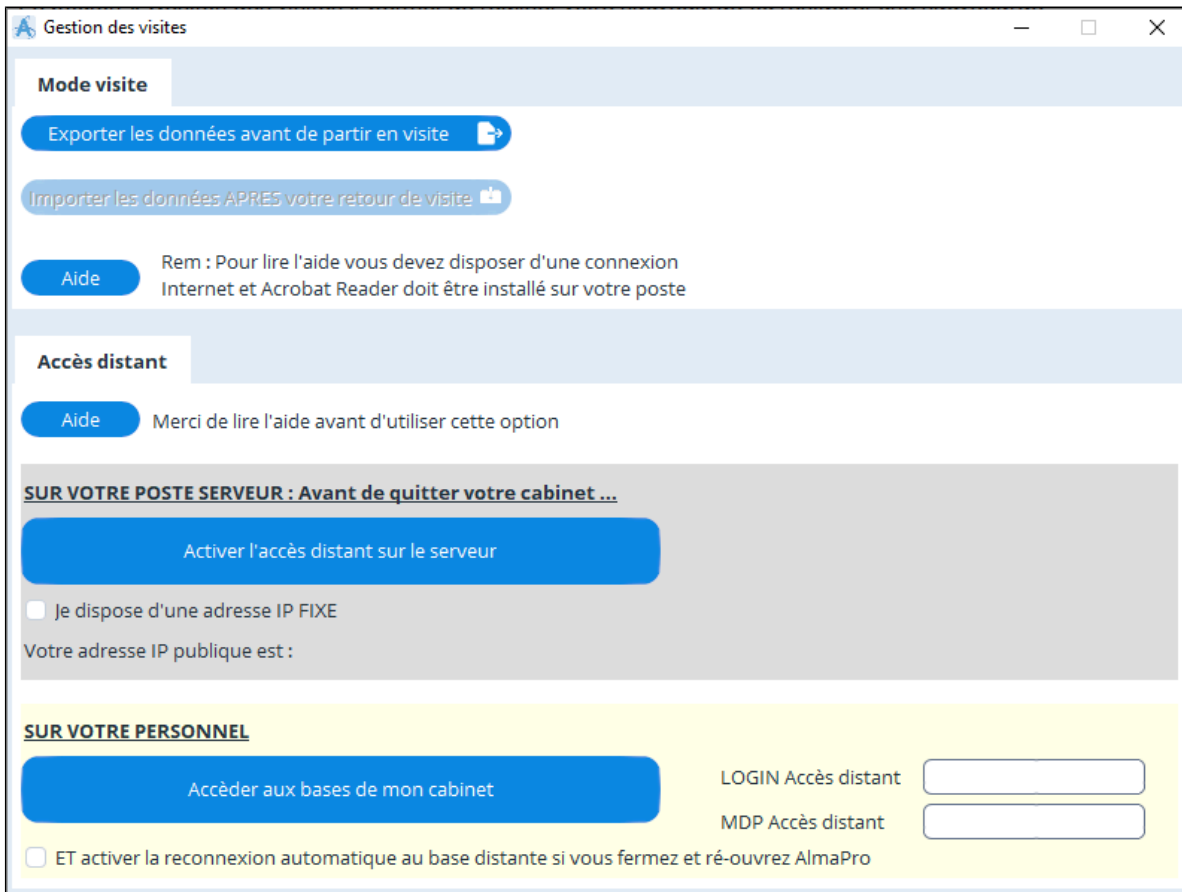 Gestion des visites
Mode visite
Exporter les données avant de partir en visite
Importer les données APRES votre retour de visite
Aide
Rem : Pour lire l'aide vous devez disposer d'une connexion
Internet et Acrobat Reader doit être installé sur votre poste
Accès distant
Aide
Merci de lire l'aide avant d'utiliser cette option
SUR VOTRE POSTE SERVEUR : Avant de quitter votre cabinet ...
Activer l'accès distant sur le serveur
Je dispose d'une adresse IP FIXE
Votre adresse IP publique est :
SUR VOTRE PERSONNEL
Accèder aux bases de mon cabinet
LOGIN Accès distant
MDP Accès distant
ET activer la reconnexion automatique au base distante si vous fermez et ré-ouvrez AlmaPro